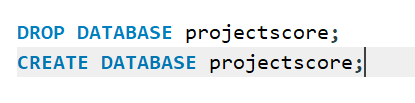 DROP DATABASE projectscore;
CREATE DATABASE projectscore;